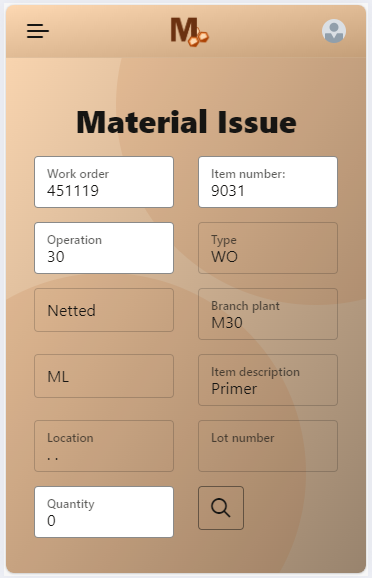 M
Material Issue
Work order
451119
Item number:
9031
Operation
30
Type
WO
Netted
Branch plant
M30
ML
Item description
Primer
Location
. .
Lot number
Quantity
0